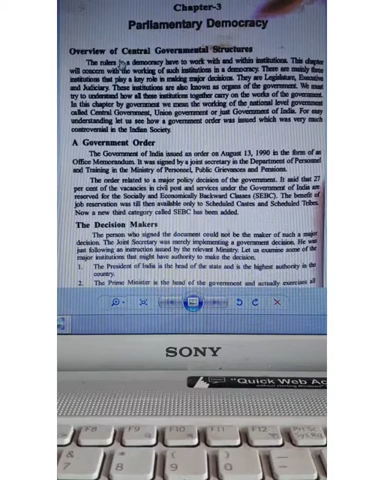 Chapter-3
Parliamentary Democracy
Overview of Central Governmental Structures
The rulers in a democracy have to work with and within institutions. This chapter
will concern with the working of such institutions in a democracy. There are mainly three
institutions that play a key role in making major decisions. They are Legislature, Executive
and Judiciary. These institutions are also known as organs of the government. We must
try to understand how all these institutions together carry on the works of the government.
In this chapter by government we mean the working of the national level government
called Central Government, Union government or just Government of India. For easy
understanding let us see how a government order was issued which was very much
controversial in the Indian Society.
A Government Order
The Government of India issued an order on August 13, 1990 in the form of an
Office Memorandum. It was signed by a joint secretary in the Department of Personnel
and Training in the Ministry of Personnel, Public Grievances and Pensions.
The order related to a major policy decision of the government. It said that 27
per cent of the vacancies in civil post and services under the Government of India are
reserved for the Socially and Economically Backward Classes (SEBC). The benefit of
job reservation was till then available only to Scheduled Castes and Scheduled Tribes.
Now a new third category called SEBC has been added.
The Decision Makers
The person who signed the document could not be the maker of such a major
decision. The Joint Secretary was merely implementing a government decision. He was
just following an instruction issued by the relevant Ministry. Let us examine some of the
major institutions that might have authority to make the decision.
1. The President of India is the head of the state and is the highest authority in the
country.
2. The Prime Minister is the head of the government and actually exercises all
SONY
"Quick Web Ac
F8 F9 F10 F11 F12 Prt Sc
Sys Rq
& 7 * 8 ( 9 ) 0